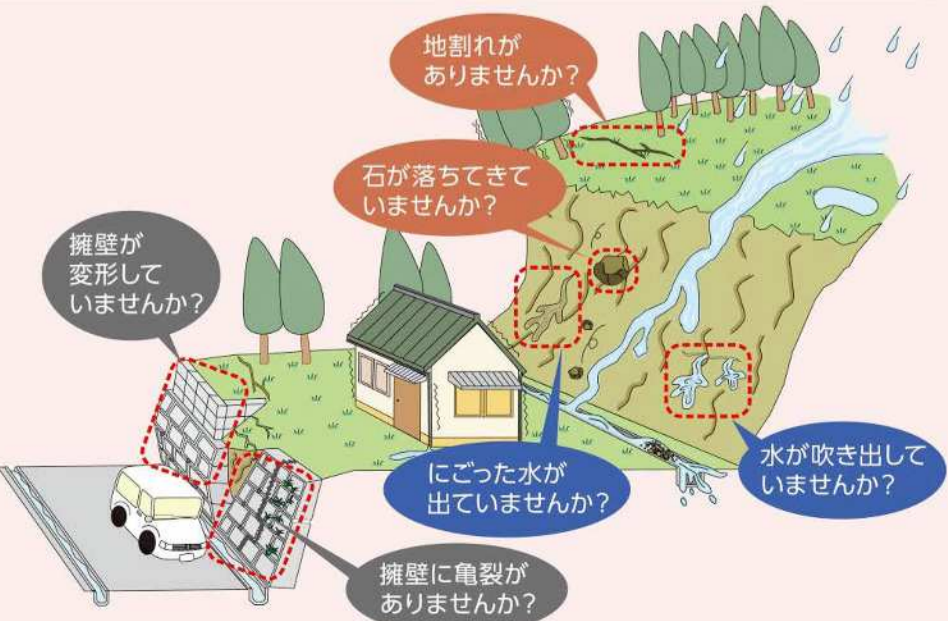 地割れが
ありませんか？
石が落ちてきて
いませんか？
擁壁が
変形して
いませんか？
にごった水が
出ていませんか？
水が吹き出して
いませんか？
擁壁に亀裂が
ありませんか？